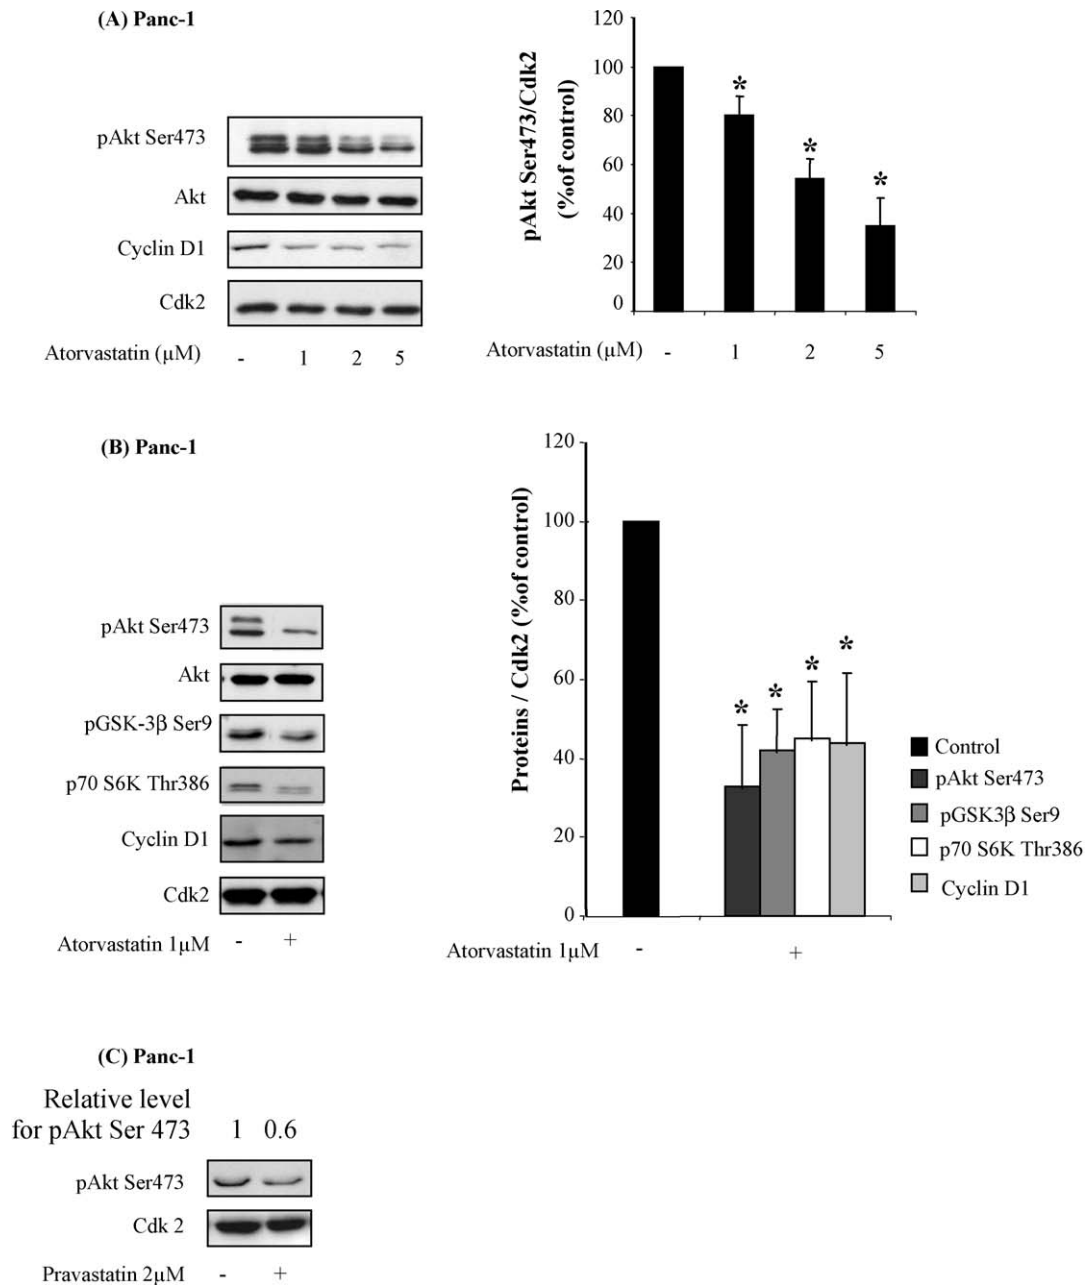 (A) Panc-1
pAkt Ser473
Akt
Cyclin D1
Cdk2
Atorvastatin (µM) - 1 2 5
pAkt Ser473/Cdk2
(%of control)
120
100
80
60
40
20
0
* * *
Atorvastatin (µM) - 1 2 5
(B) Panc-1
pAkt Ser473
Akt
pGSK-3β Ser9
p70 S6K Thr386
Cyclin D1
Cdk2
Atorvastatin 1µM - +
Proteins / Cdk2 (%of control)
120
100
80
60
40
20
0
* * * *
Atorvastatin 1µM - +
Control
pAkt Ser473
pGSK3β Ser9
p70 S6K Thr386
Cyclin D1
(C) Panc-1
Relative level
for pAkt Ser 473 1 0.6
pAkt Ser473
Cdk 2
Pravastatin 2µM - +